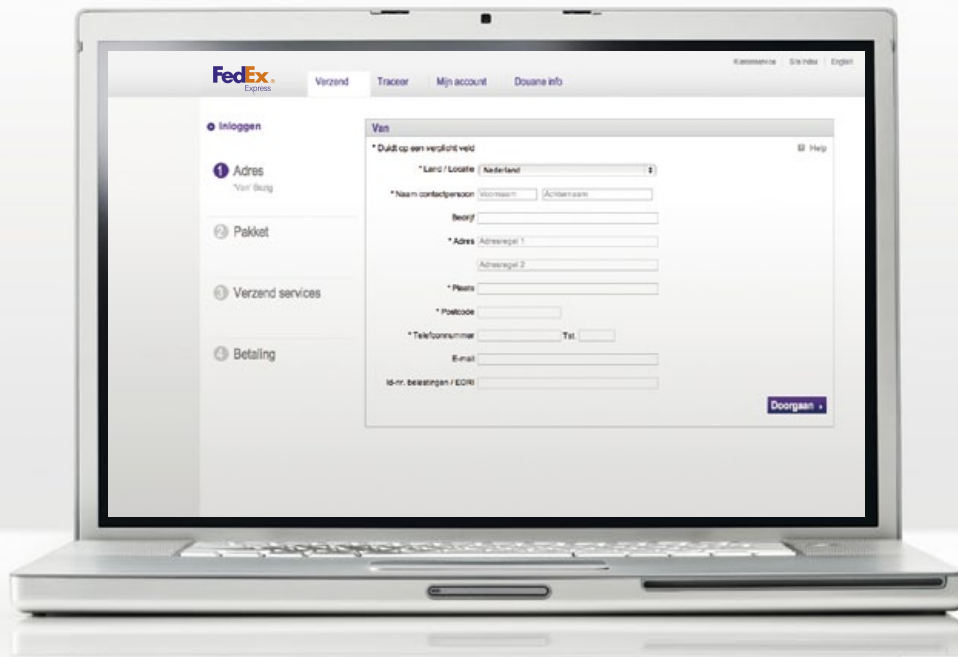 Klantenservice Site Index English
FedEx
Express
Verzend Traceer Mijn account Douane info
Inloggen
Van
* Duidt op een verplicht veld
Help
1 Adres
'Van' Bezig
2 Pakket
3 Verzend services
4 Betaling
* Land / Locatie Nederland
* Naam contactpersoon Voornaam Achternaam
Bedrijf
* Adres Adresregel 1
Adresregel 2
* Plaats
* Postcode
* Telefoonnummer Tst.
E-mail
Id-nr. belastingen / EORI
Doorgaan